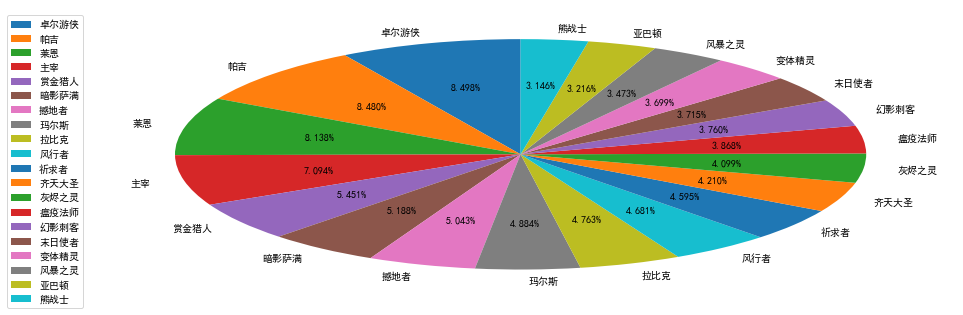 卓尔游侠
帕吉
莱恩
主宰
赏金猎人
暗影萨满
撼地者
玛尔斯
拉比克
风行者
祈求者
齐天大圣
灰烬之灵
瘟疫法师
幻影刺客
末日使者
变体精灵
风暴之灵
亚巴顿
熊战士
卓尔游侠
8.498%
帕吉
8.480%
莱恩
8.138%
主宰
7.094%
赏金猎人
5.451%
暗影萨满
5.188%
撼地者
5.043%
玛尔斯
4.884%
拉比克
4.763%
风行者
4.681%
祈求者
4.595%
齐天大圣
4.210%
灰烬之灵
4.099%
瘟疫法师
3.868%
幻影刺客
3.760%
末日使者
3.715%
变体精灵
3.699%
风暴之灵
3.473%
亚巴顿
3.216%
熊战士
3.146%